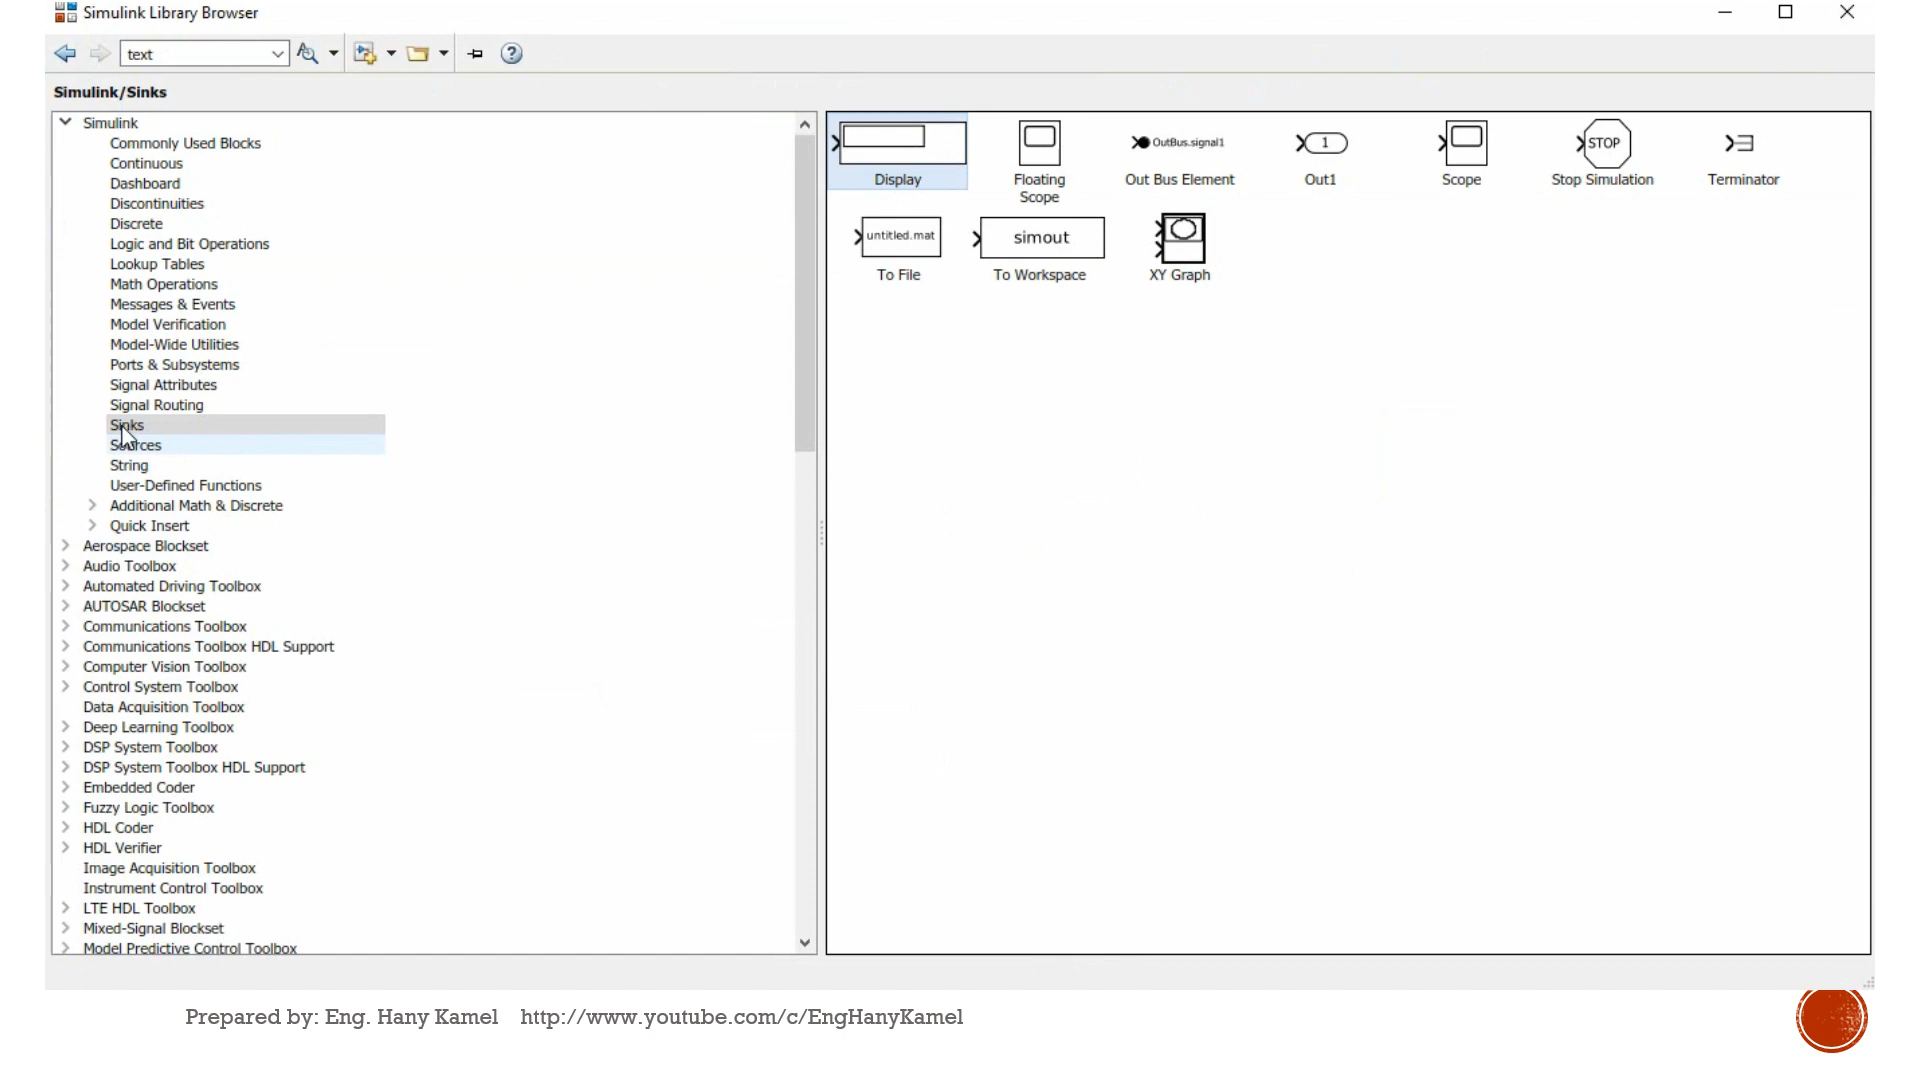 Simulink Library Browser
text
Simulink/Sinks
Simulink
Commonly Used Blocks
Continuous
Dashboard
Discontinuities
Discrete
Logic and Bit Operations
Lookup Tables
Math Operations
Messages & Events
Model Verification
Model-Wide Utilities
Ports & Subsystems
Signal Attributes
Signal Routing
Sinks
Sources
String
User-Defined Functions
Additional Math & Discrete
Quick Insert
Aerospace Blockset
Audio Toolbox
Automated Driving Toolbox
AUTOSAR Blockset
Communications Toolbox
Communications Toolbox HDL Support
Computer Vision Toolbox
Control System Toolbox
Data Acquisition Toolbox
Deep Learning Toolbox
DSP System Toolbox
DSP System Toolbox HDL Support
Embedded Coder
Fuzzy Logic Toolbox
HDL Coder
HDL Verifier
Image Acquisition Toolbox
Instrument Control Toolbox
LTE HDL Toolbox
Mixed-Signal Blockset
Model Predictive Control Toolbox
OutBus.signal1
1
STOP
Display
Floating
Scope
Out Bus Element
Out1
Scope
Stop Simulation
Terminator
untitled.mat
simout
To File
To Workspace
XY Graph
Prepared by: Eng. Hany Kamel http://www.youtube.com/c/EngHanyKamel